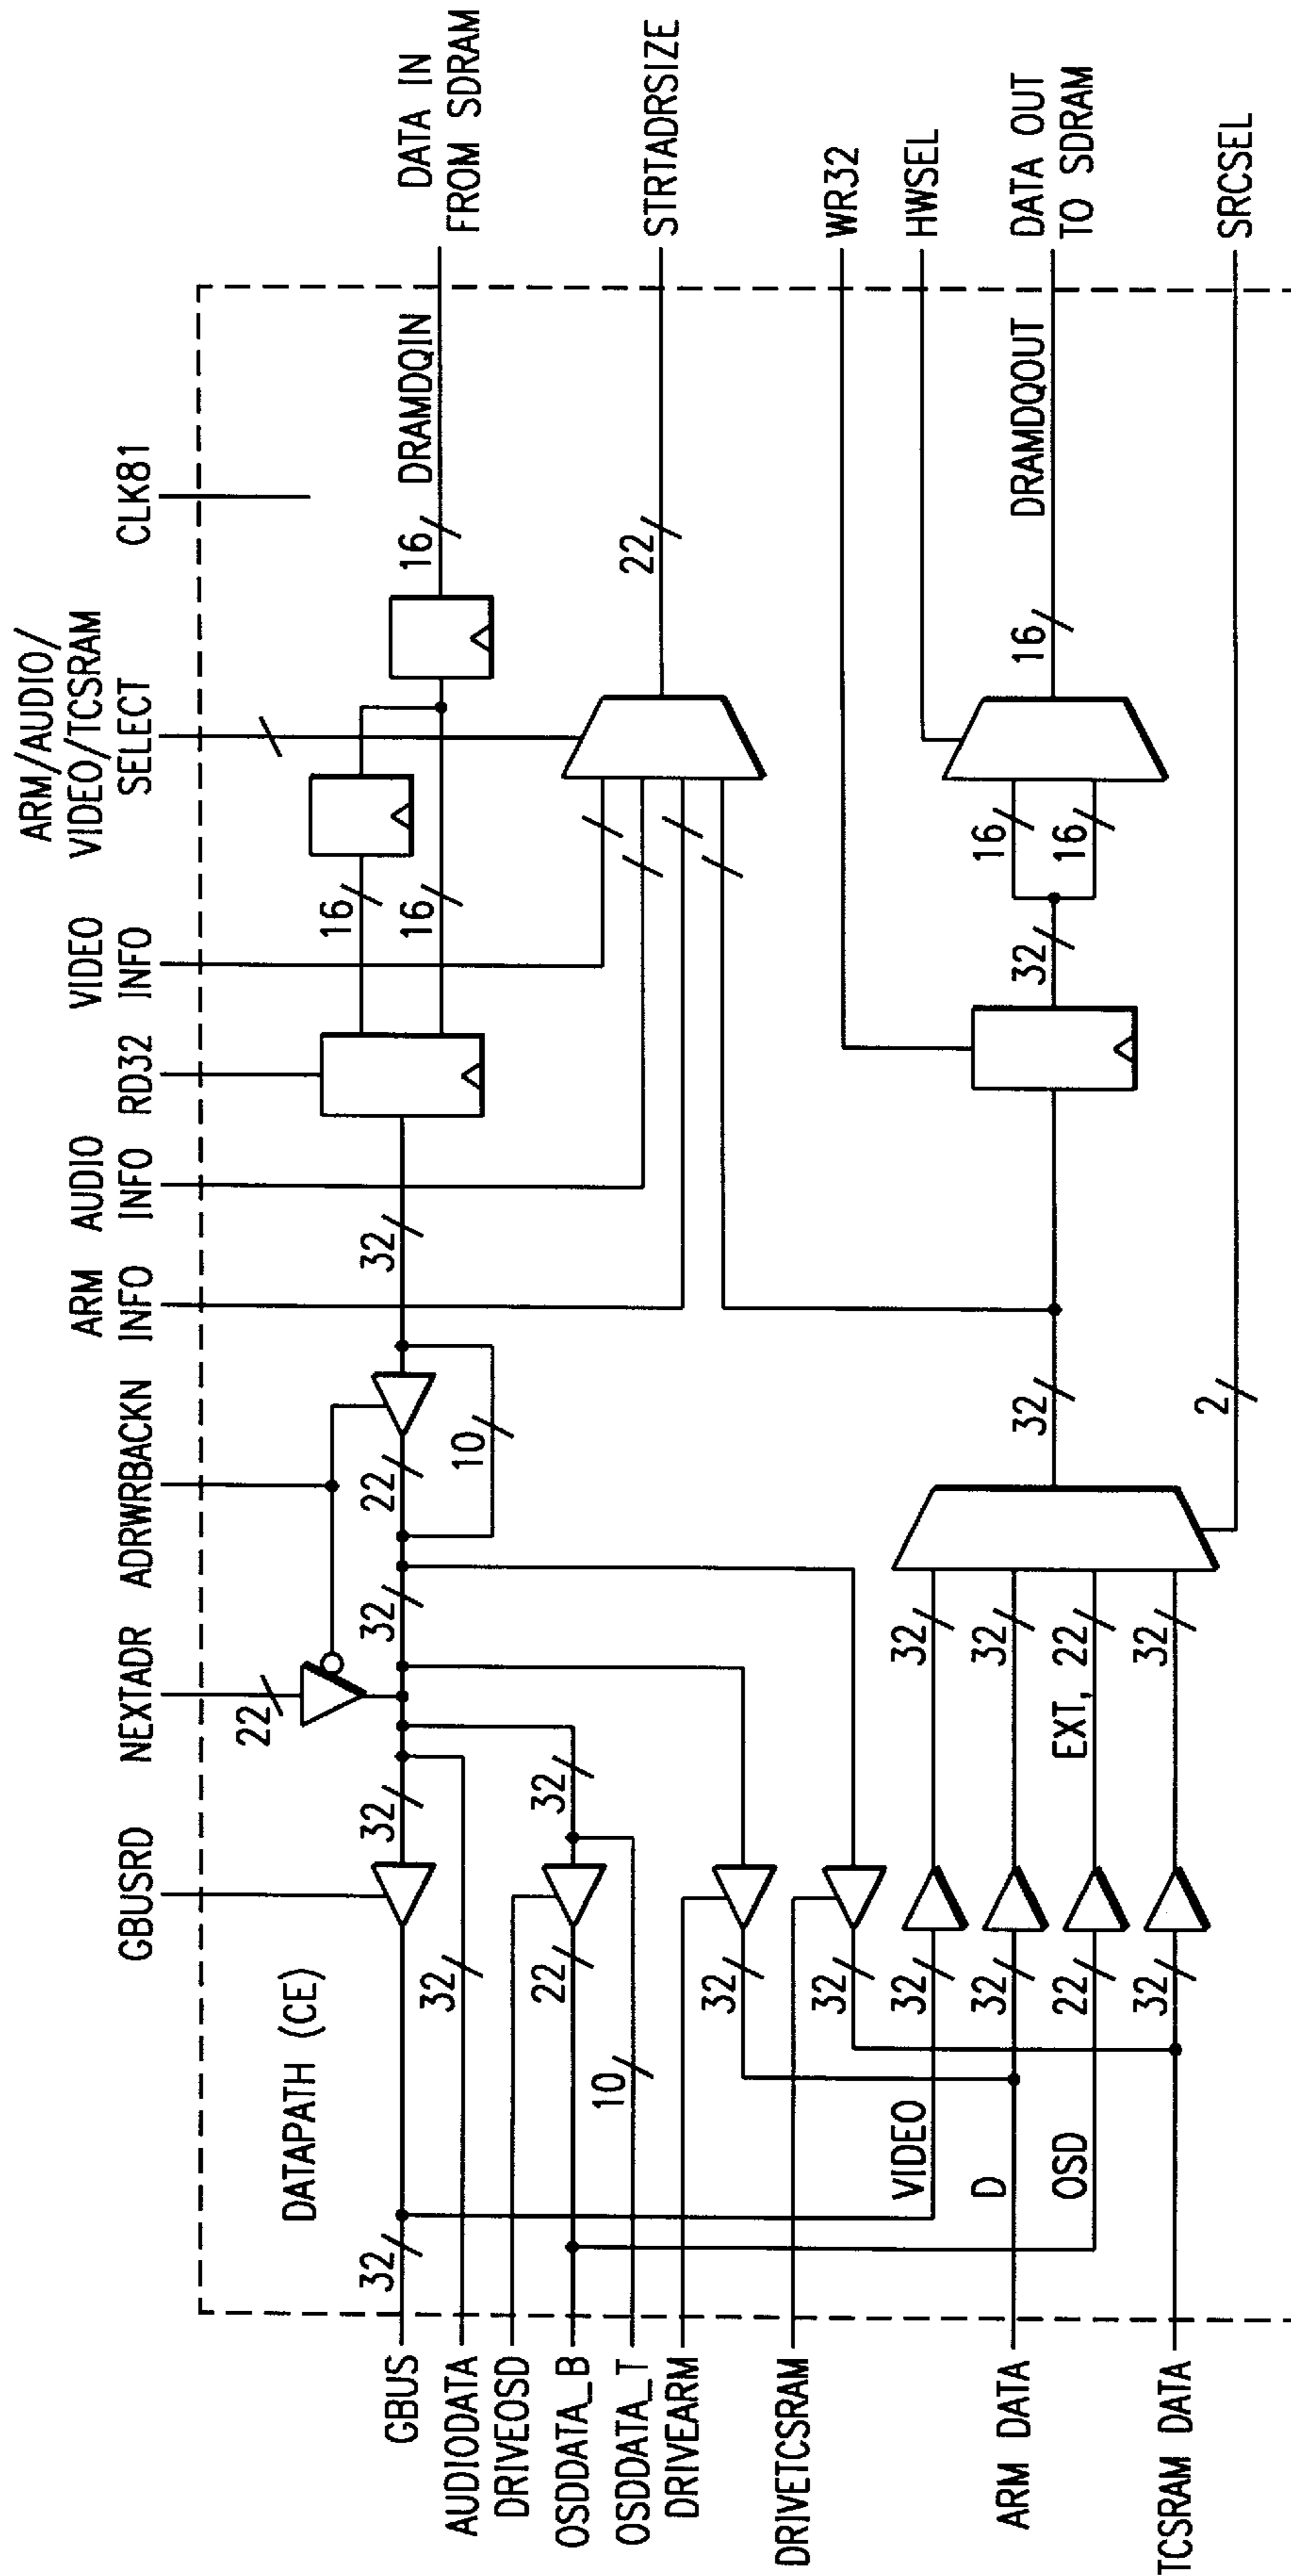 GBUSRD
NEXTADR
ADRWRBACKN
ARM
INFO
AUDIO
INFO
RD32
VIDEO
INFO
ARM/AUDIO/
VIDEO/TCSRAM
SELECT
CLK81
DATAPATH (CE)
22
32
32
32
22
10
32
16
16
16
DRAMDQIN
DATA IN
FROM SDRAM
GBUS
32
AUDIODATA
32
DRIVEOSD
OSDDATA_B
22
32
OSDDATA_T
10
DRIVEARM
32
22
STRTADRSIZE
DRIVETCSRAM
32
WR32
VIDEO
32
32
HWSEL
ARM DATA
D
32
32
32
32
16
16
16
DRAMDQOUT
DATA OUT
TO SDRAM
OSD
22
EXT, 22
TCSRAM DATA
32
32
2
SRCSEL